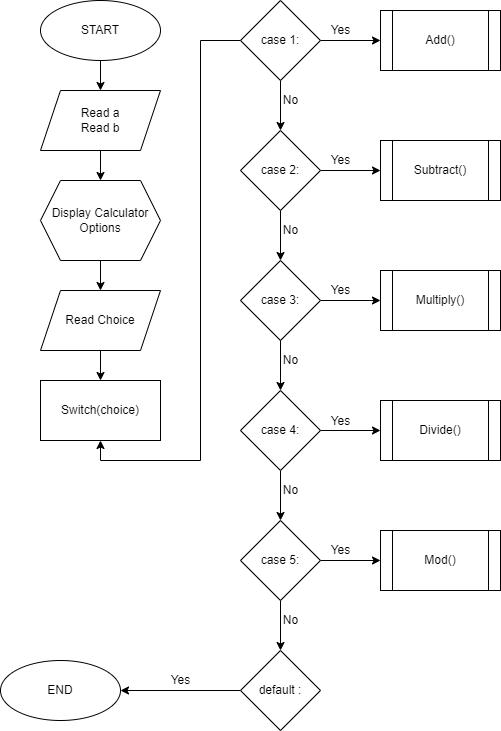 START
Read a
Read b
Display Calculator
Options
Read Choice
Switch(choice)
case 1:
Yes
Add()
No
case 2:
Yes
Subtract()
No
case 3:
Yes
Multiply()
No
case 4:
Yes
Divide()
No
case 5:
Yes
Mod()
No
default :
Yes
END